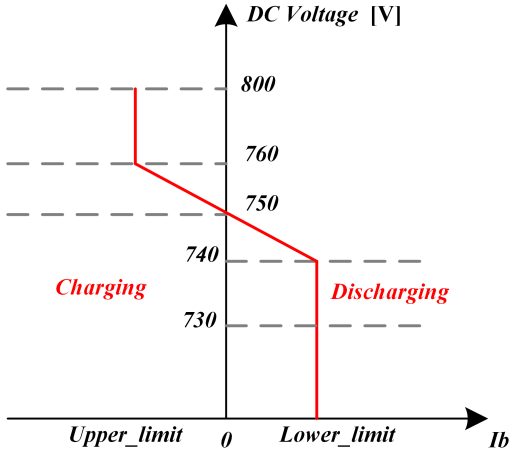 DC Voltage [V]
800
760
750
740
Charging
Discharging
730
Upper_limit
0
Lower_limit
Ib